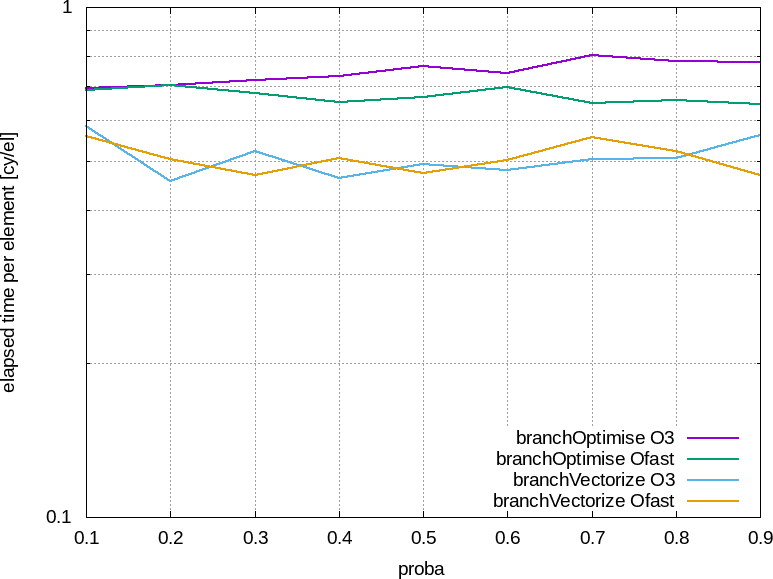 1
0.1
elapsed time per element [cy/el]
branchOptimise O3
branchOptimise Ofast
branchVectorize O3
branchVectorize Ofast
0.1 0.2 0.3 0.4 0.5 0.6 0.7 0.8 0.9
proba